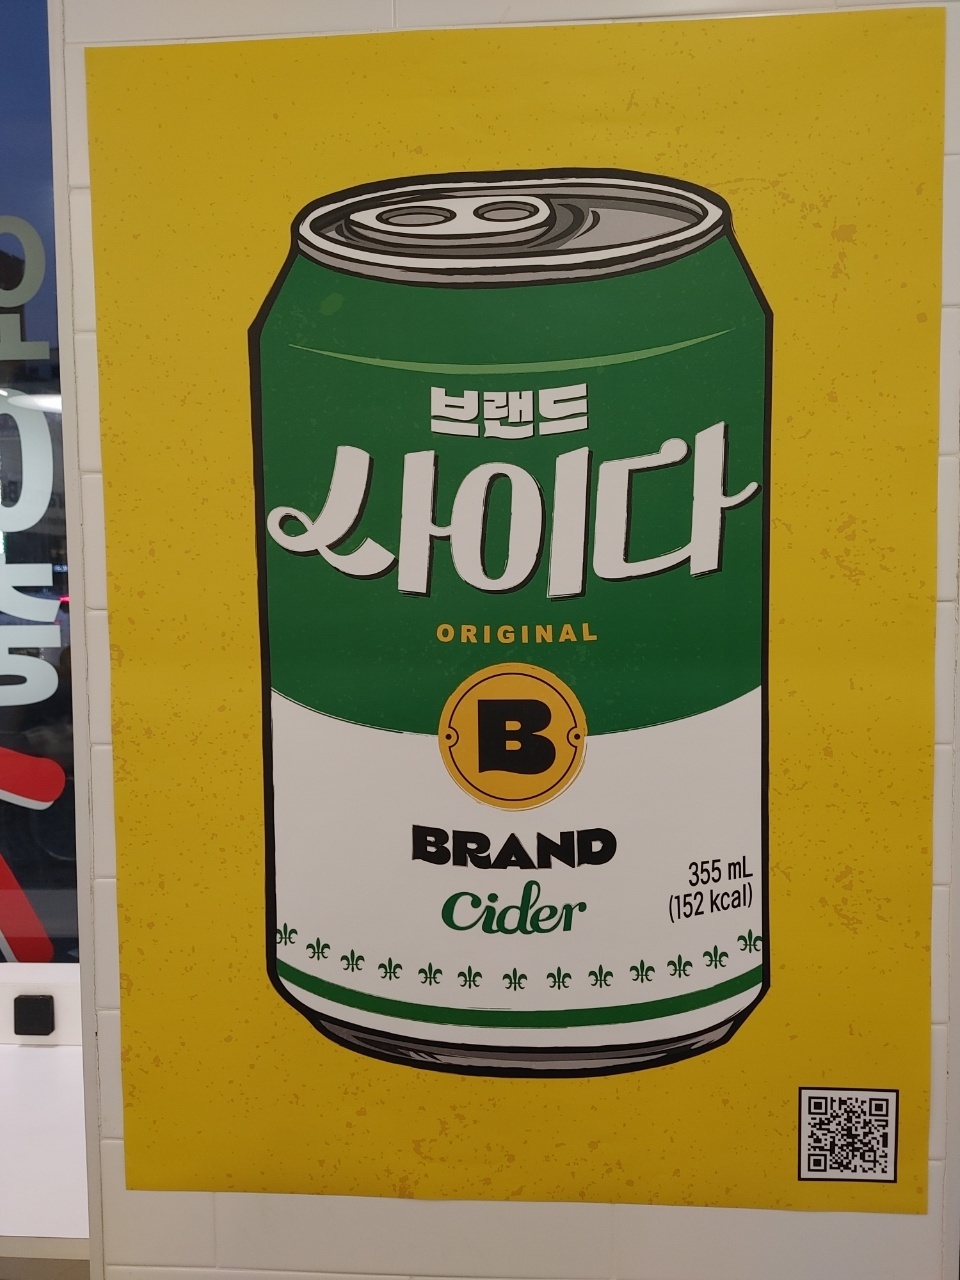 브랜드
사이다
ORIGINAL
B
BRAND
cider
355 mL
(152 kcal)